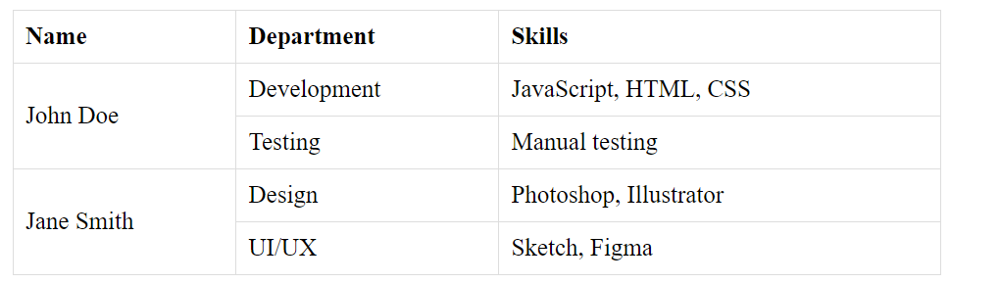 Name Department Skills
John Doe
Development JavaScript, HTML, CSS
Testing Manual testing
Jane Smith
Design Photoshop, Illustrator
UI/UX Sketch, Figma